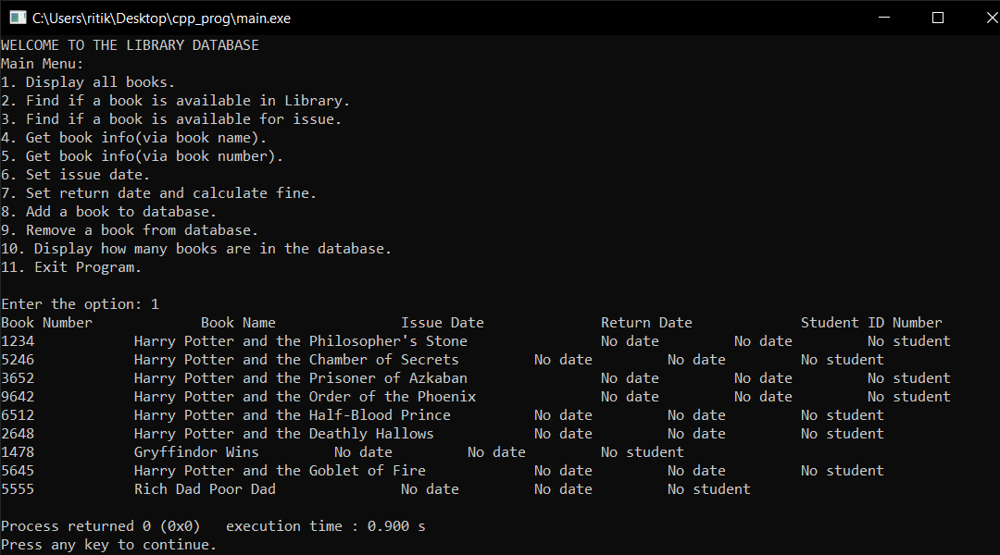 C:\Users\ritik\Desktop\cpp_prog\main.exe
WELCOME TO THE LIBRARY DATABASE
Main Menu:
1. Display all books.
2. Find if a book is available in Library.
3. Find if a book is available for issue.
4. Get book info(via book name).
5. Get book info(via book number).
6. Set issue date.
7. Set return date and calculate fine.
8. Add a book to database.
9. Remove a book from database.
10. Display how many books are in the database.
11. Exit Program.
Enter the option: 1
Book Number Book Name Issue Date Return Date Student ID Number
1234 Harry Potter and the Philosopher's Stone No date No date No student
5246 Harry Potter and the Chamber of Secrets No date No date No student
3652 Harry Potter and the Prisoner of Azkaban No date No date No student
9642 Harry Potter and the Order of the Phoenix No date No date No student
6512 Harry Potter and the Half-Blood Prince No date No date No student
2648 Harry Potter and the Deathly Hallows No date No date No student
1478 Gryffindor Wins No date No date No student
5645 Harry Potter and the Goblet of Fire No date No date No student
5555 Rich Dad Poor Dad No date No date No student
Process returned 0 (0x0) execution time : 0.900 s
Press any key to continue.